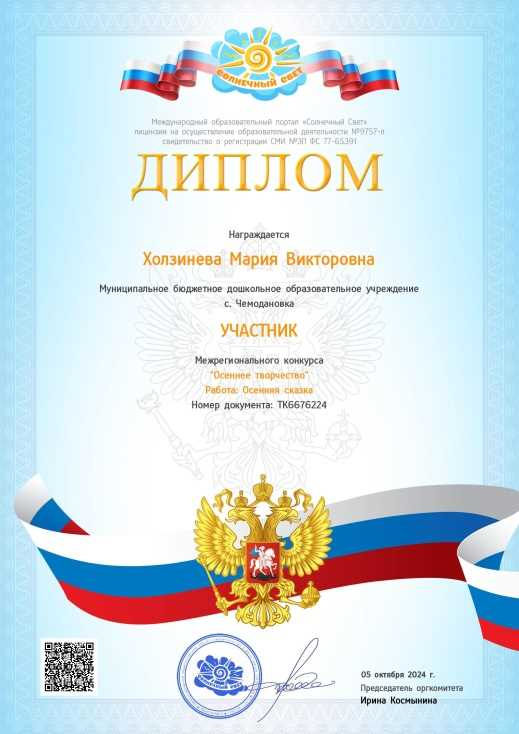 СОЛНЕЧНЫЙ СВЕТ
Международный образовательный портал «Солнечный Свет»
лицензия на осуществление образовательной деятельности №9757-л
свидетельство о регистрации СМИ №ЭЛ ФС 77-65391
ДИПЛОМ
Награждается
Холзинева Мария Викторовна
Муниципальное бюджетное дошкольное образовательное учреждение
с. Чемодановка
УЧАСТНИК
Межрегионального конкурса
"Осеннее творчество"
Работа: Осенняя сказка
Номер документа: ТК6676224
СОЛНЕЧНЫЙ СВЕТ
05 октября 2024 г.
Председатель оргкомитета
Ирина Космынина